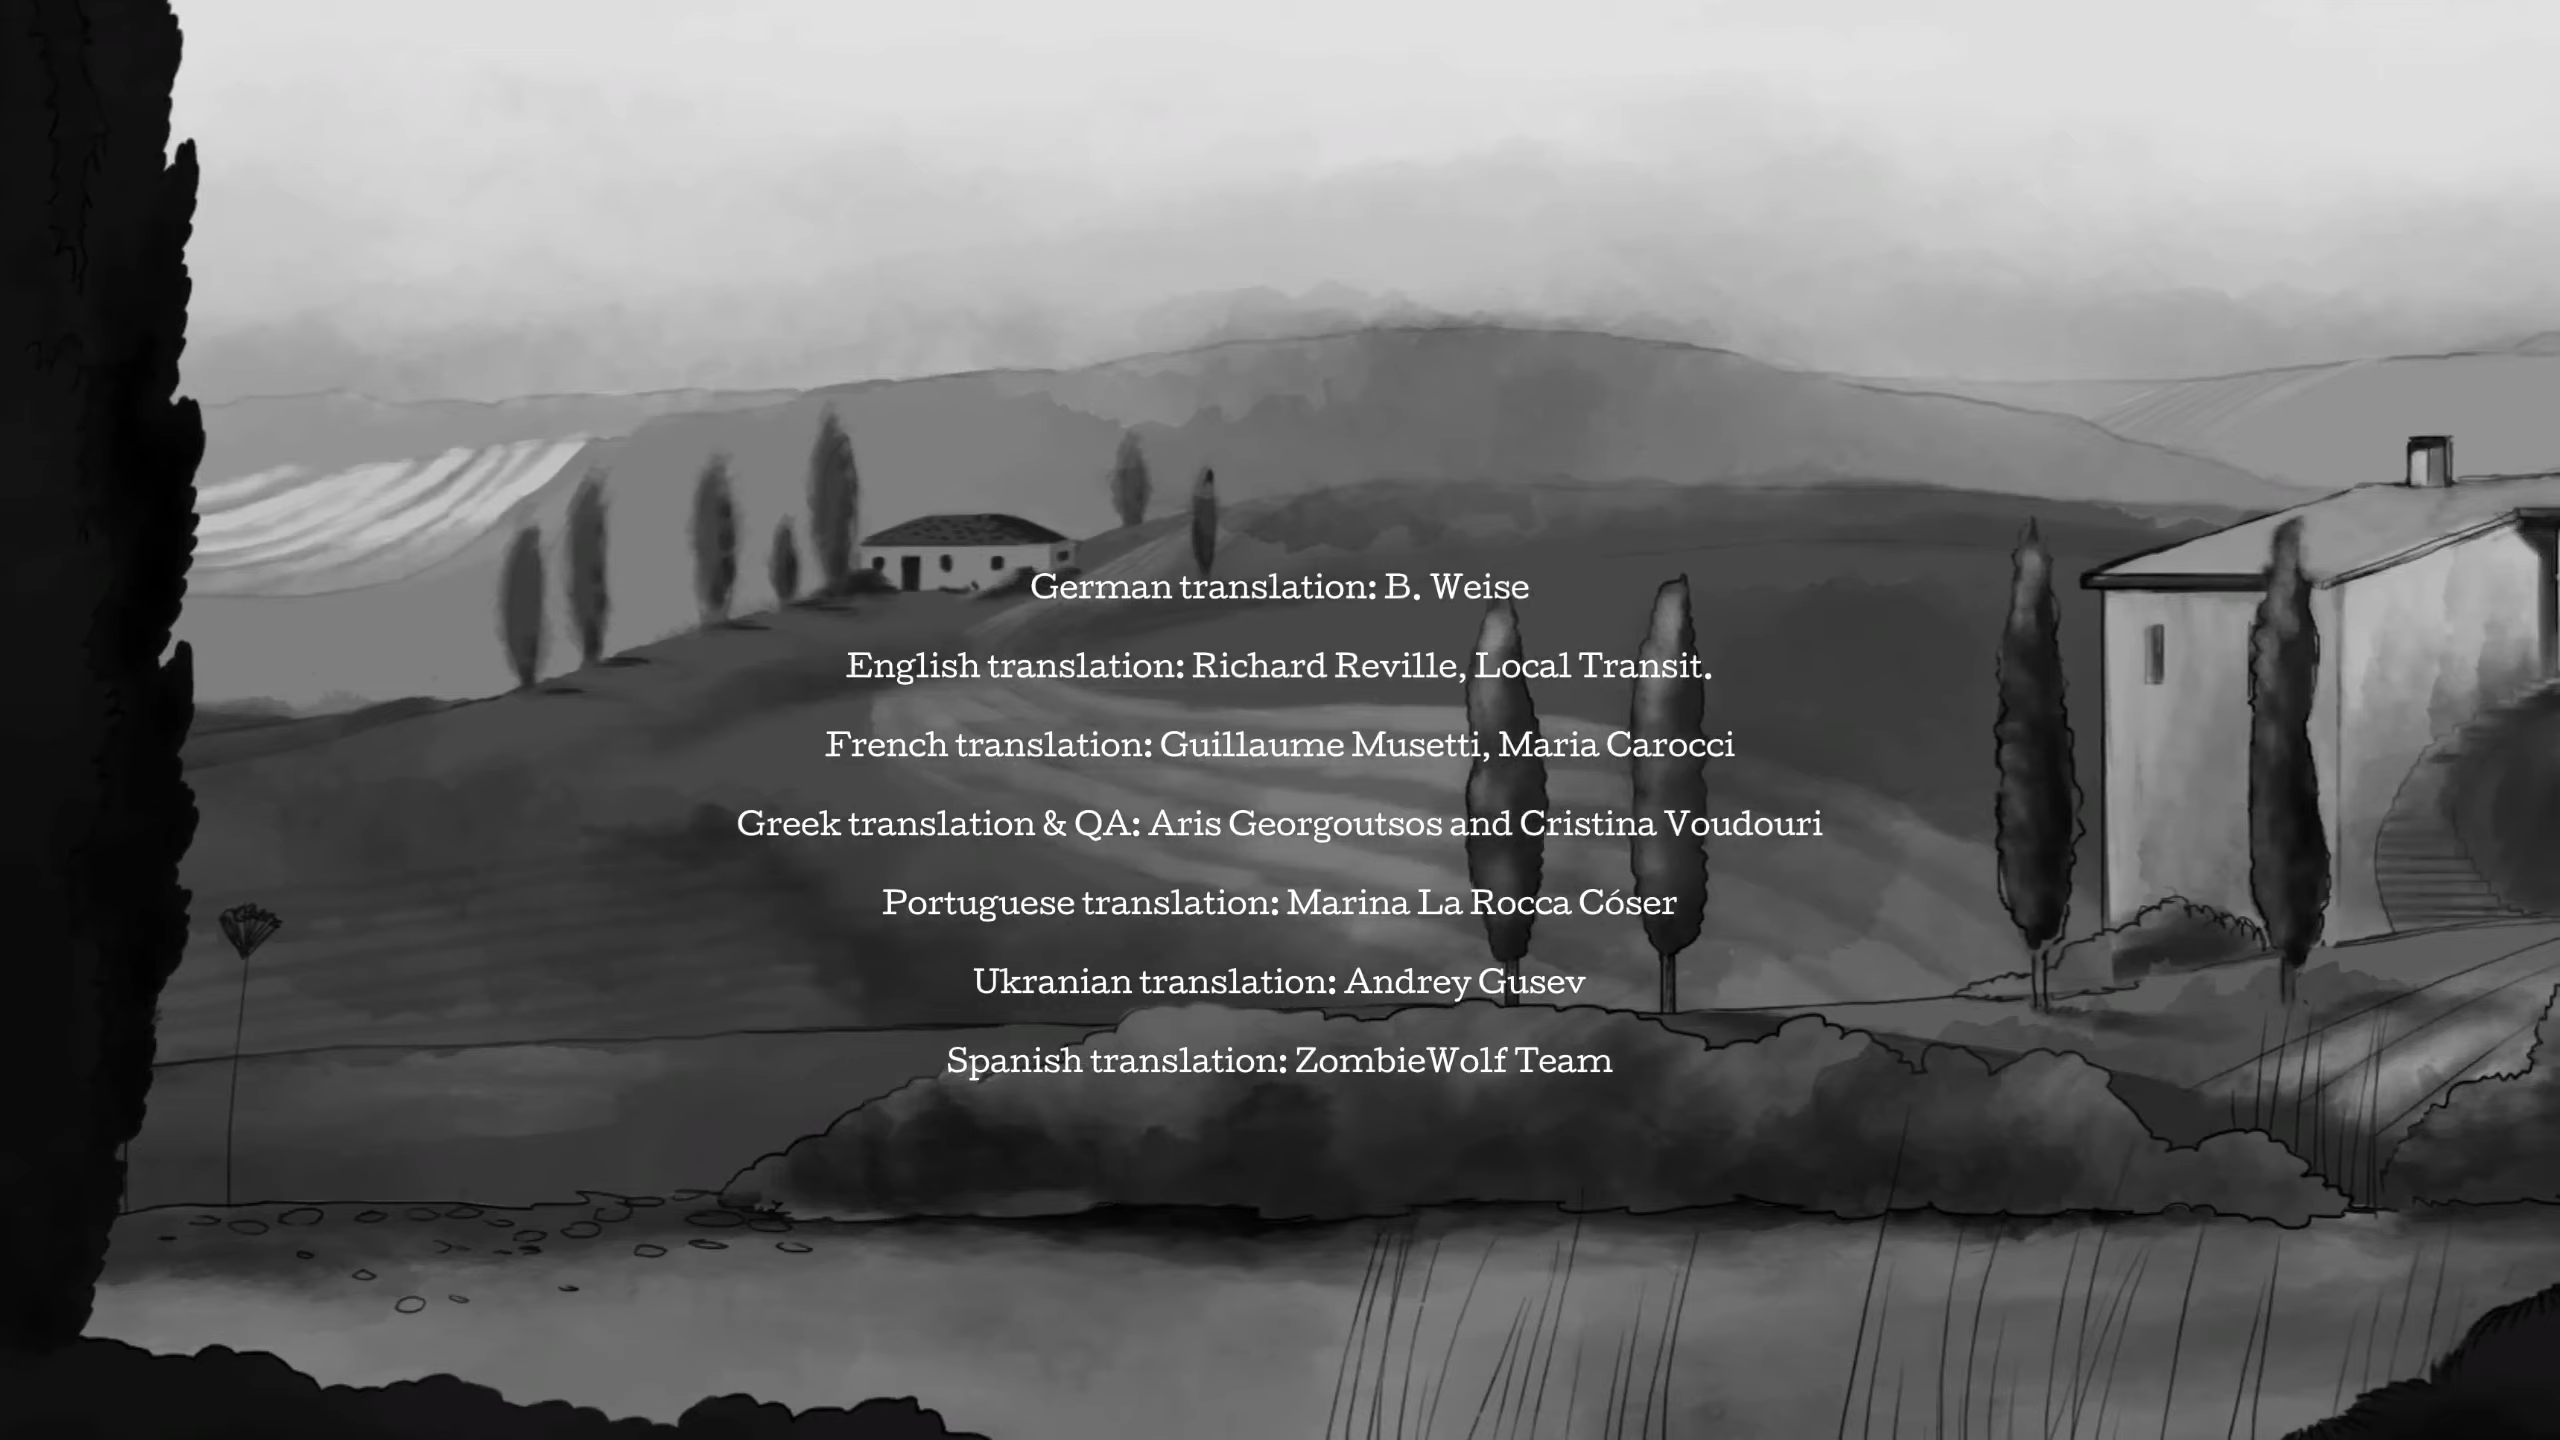 German translation: B. Weise
English translation: Richard Reville, Local Transit.
French translation: Guillaume Musetti, Maria Carocci
Greek translation & QA: Aris Georgoutsos and Cristina Voudouri
Portuguese translation: Marina La Rocca Cóser
Ukranian translation: Andrey Gusev
Spanish translation: ZombieWolf Team